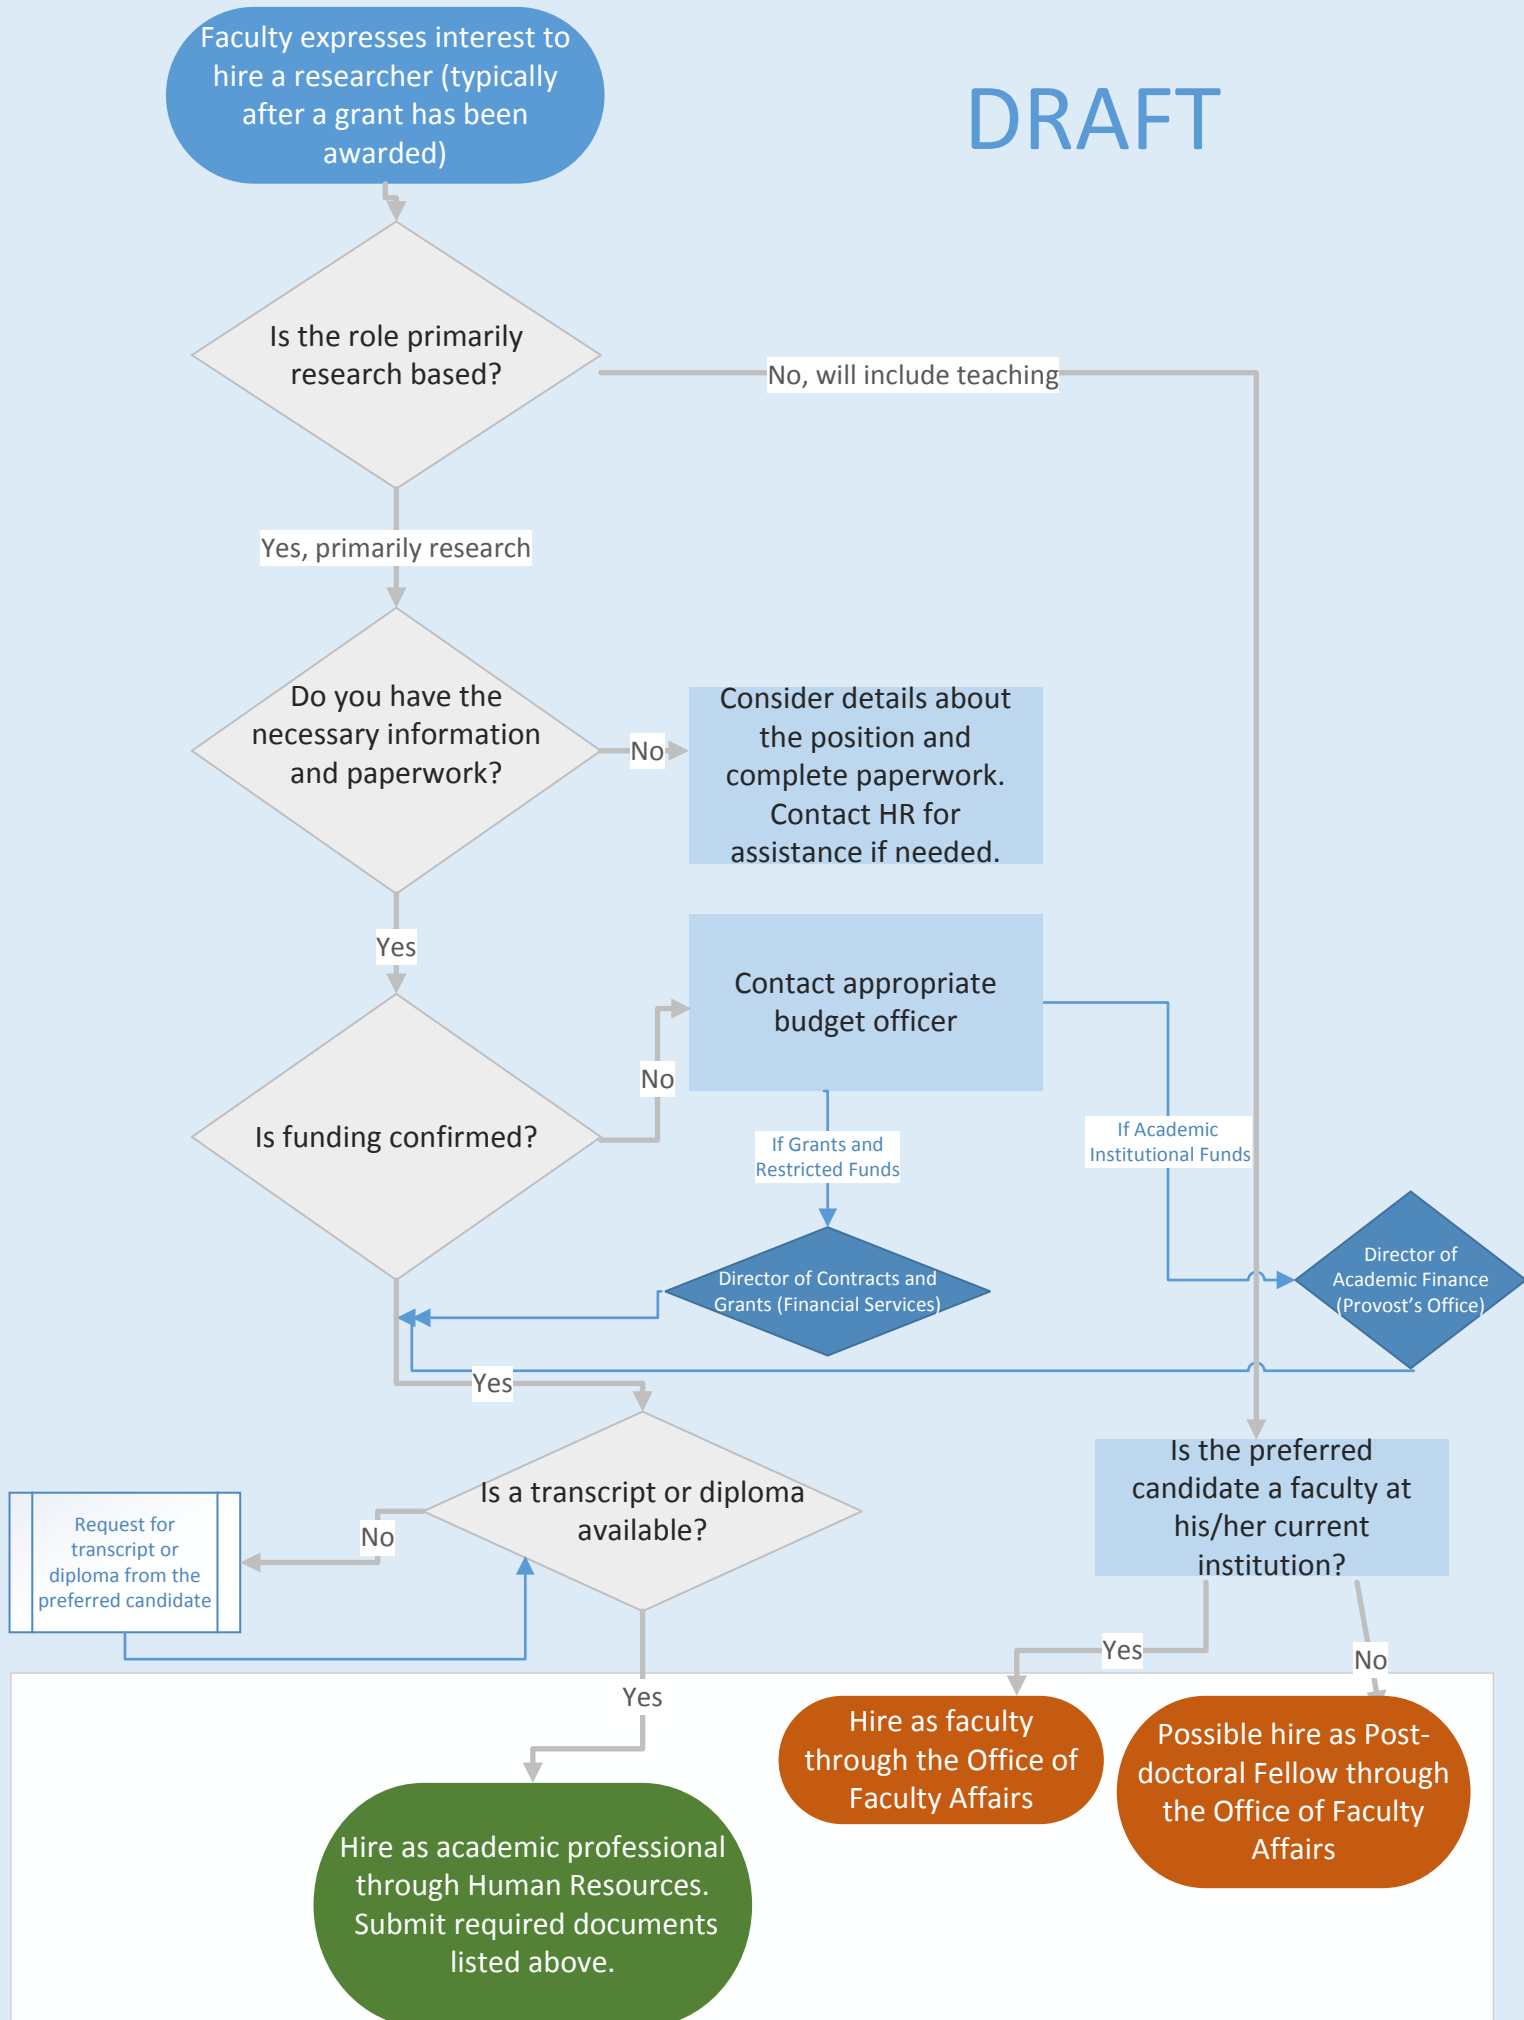 Faculty expresses interest to
hire a researcher (typically
after a grant has been
awarded)
DRAFT
Is the role primarily
research based?
No, will include teaching
Yes, primarily research
Do you have the
necessary information
and paperwork?
No
Consider details about
the position and
complete paperwork.
Contact HR for
assistance if needed.
Yes
Contact appropriate
budget officer
No
Is funding confirmed?
If Grants and
Restricted Funds
If Academic
Institutional Funds
Director of Contracts and
Grants (Financial Services)
Director of
Academic Finance
(Provost's Office)
Yes
Is a transcript or diploma
available?
No
Request for
transcript or
diploma from the
preferred candidate
Is the preferred
candidate a faculty at
his/her current
institution?
Yes
No
Yes
Hire as faculty
through the Office of
Faculty Affairs
Possible hire as Post-
doctoral Fellow through
the Office of Faculty
Affairs
Hire as academic professional
through Human Resources.
Submit required documents
listed above.